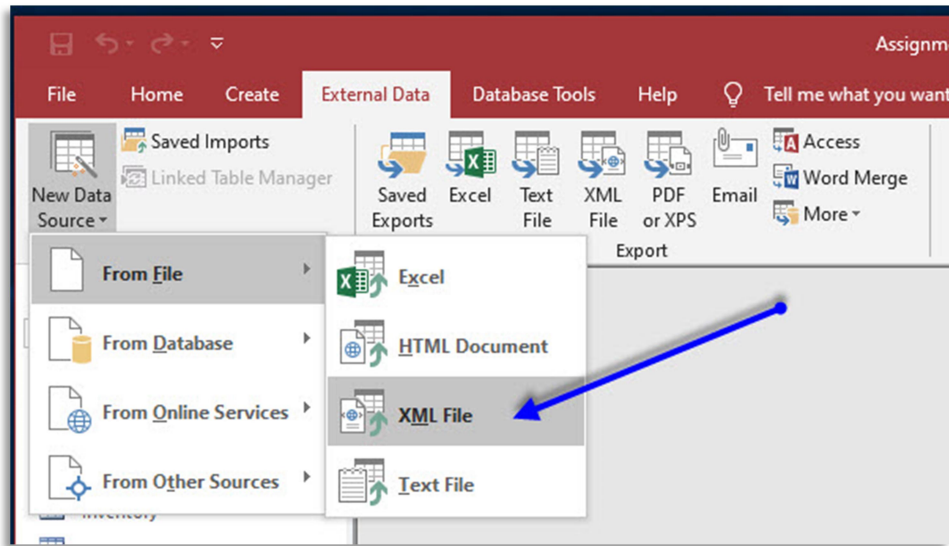 Assignm
File Home Create External Data Database Tools Help Tell me what you want
New Data Source
Saved Imports
Linked Table Manager
Saved Exports
Excel
Text File
XML File
PDF or XPS
Email
Access
Word Merge
More
Export
From File
From Database
From Online Services
From Other Sources
Excel
HTML Document
XML File
Text File